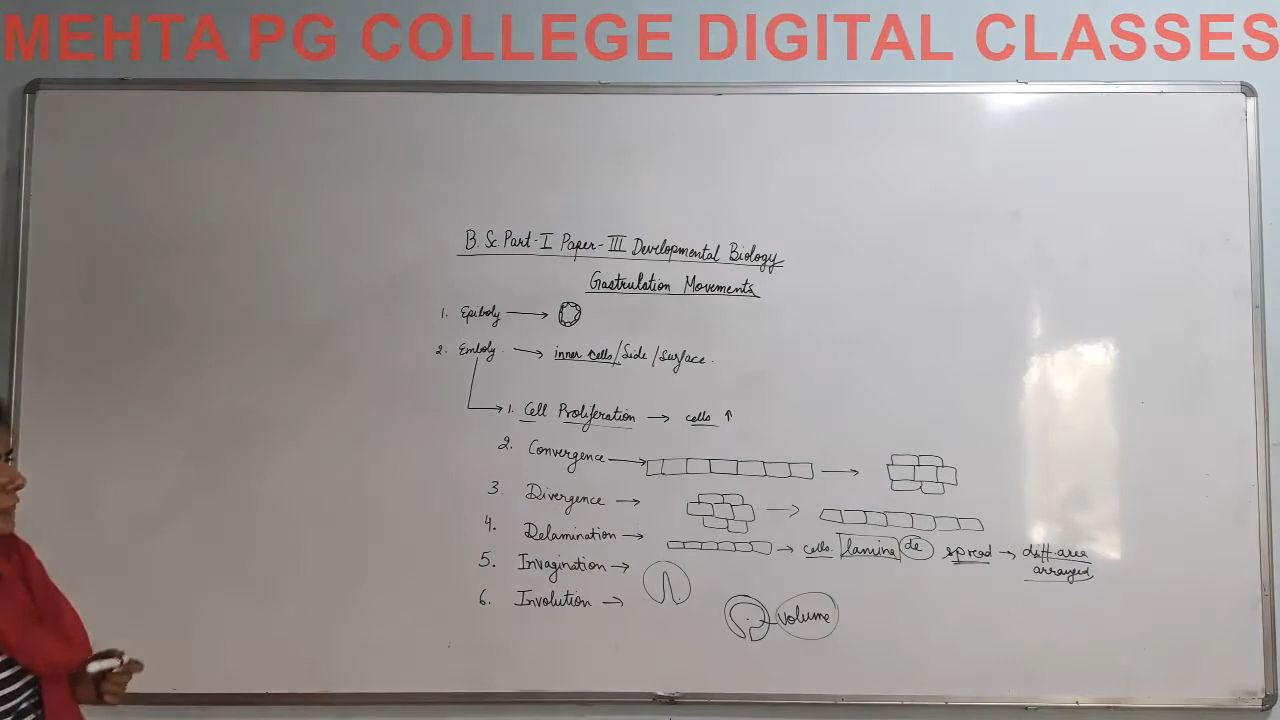 MEHTA PG COLLEGE DIGITAL CLASSES
B. Sc. Part-I Paper-III Developmental Biology
Gastrulation Movements
1. Epiboly →
2. Emboly → inner cells/Side/Surface.
1. Cell Proliferation → cells ↑
2. Convergence → →
3. Divergence → →
4. Delamination → → cells lamina de spread → diff. area
arranged
5. Invagination →
6. Involution → volume